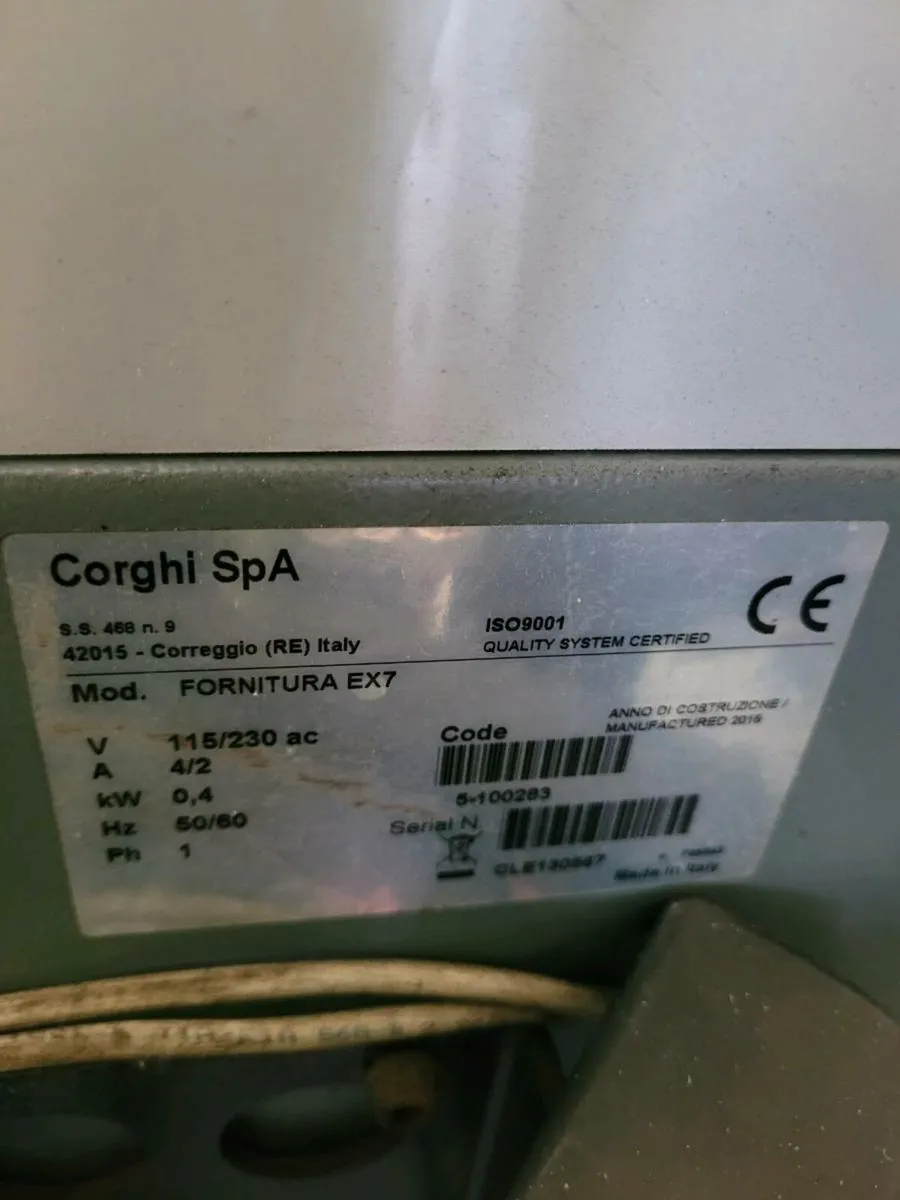 Corghi SpA
S.S. 468 n. 9
42015 - Correggio (RE) Italy
ISO9001
QUALITY SYSTEM CERTIFIED
CE
Mod. FORNITURA EX7
V 115/230 ac
A 4/2
kW 0,4
Hz 50/60
Ph 1
ANNO DI COSTRUZIONE /
MANUFACTURED 2016
Code
5-100283
Serial N.
Made in Italy